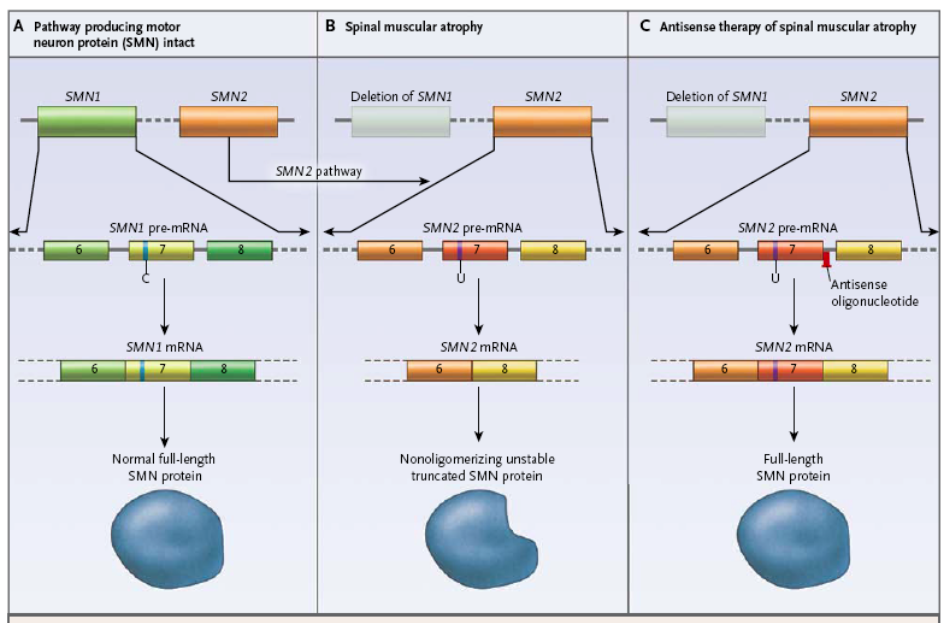 A Pathway producing motor
neuron protein (SMN) intact
SMN1
SMN2
SMN2 pathway
SMN1 pre-mRNA
6
7
8
C
SMN1 mRNA
6
7
8
Normal full-length
SMN protein
B Spinal muscular atrophy
Deletion of SMN1
SMN2
SMN2 pre-mRNA
6
7
8
U
SMN2 mRNA
6
8
Nonoligomerizing unstable
truncated SMN protein
C Antisense therapy of spinal muscular atrophy
Deletion of SMN1
SMN2
SMN2 pre-mRNA
6
7
8
U
Antisense
oligonucleotide
SMN2 mRNA
6
7
8
Full-length
SMN protein